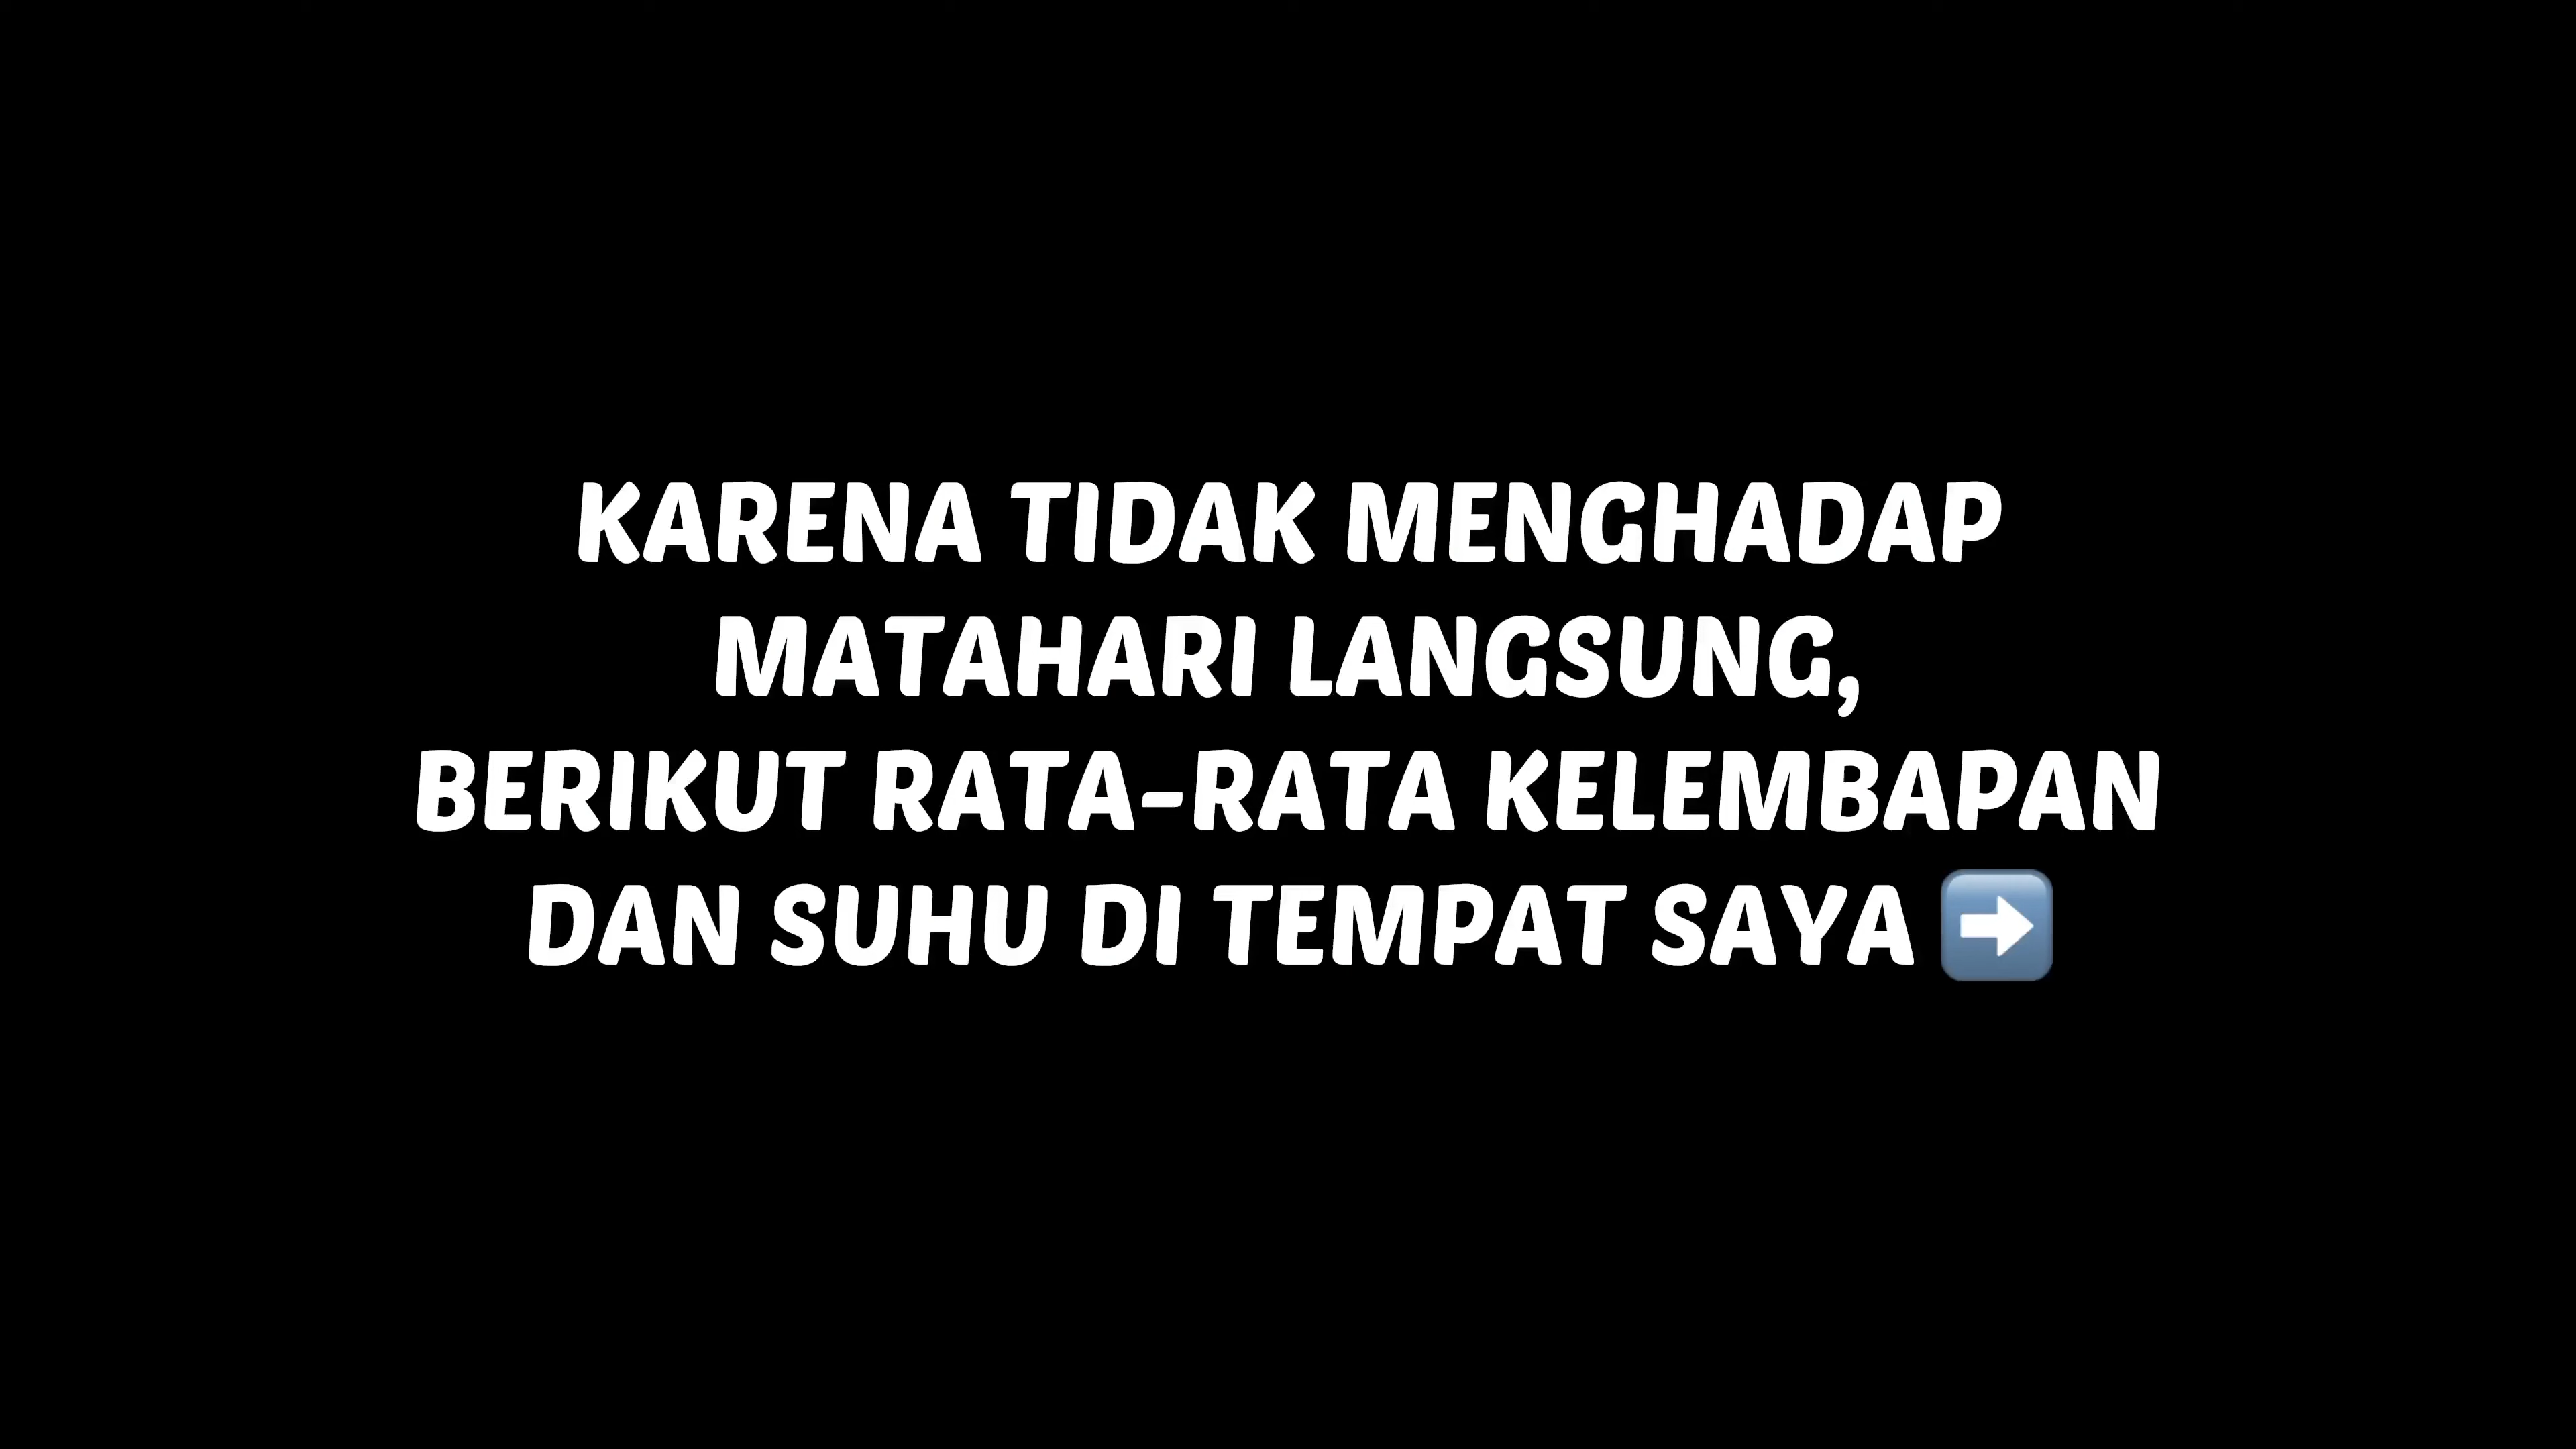 KARENA TIDAK MENGHADAP
MATAHARI LANGSUNG,
BERIKUT RATA-RATA KELEMBAPAN
DAN SUHU DI TEMPAT SAYA ➡️